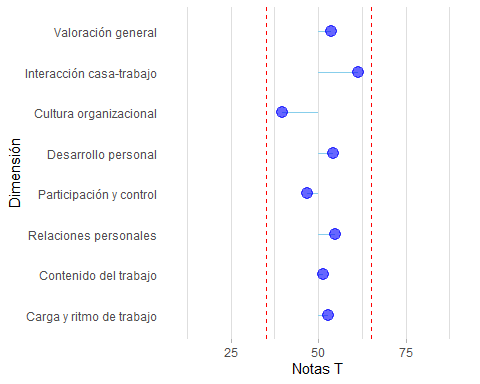 Valoración general
Interacción casa-trabajo
Cultura organizacional
Desarrollo personal
Participación y control
Relaciones personales
Contenido del trabajo
Carga y ritmo de trabajo
Dimensión
25 50 75
Notas T